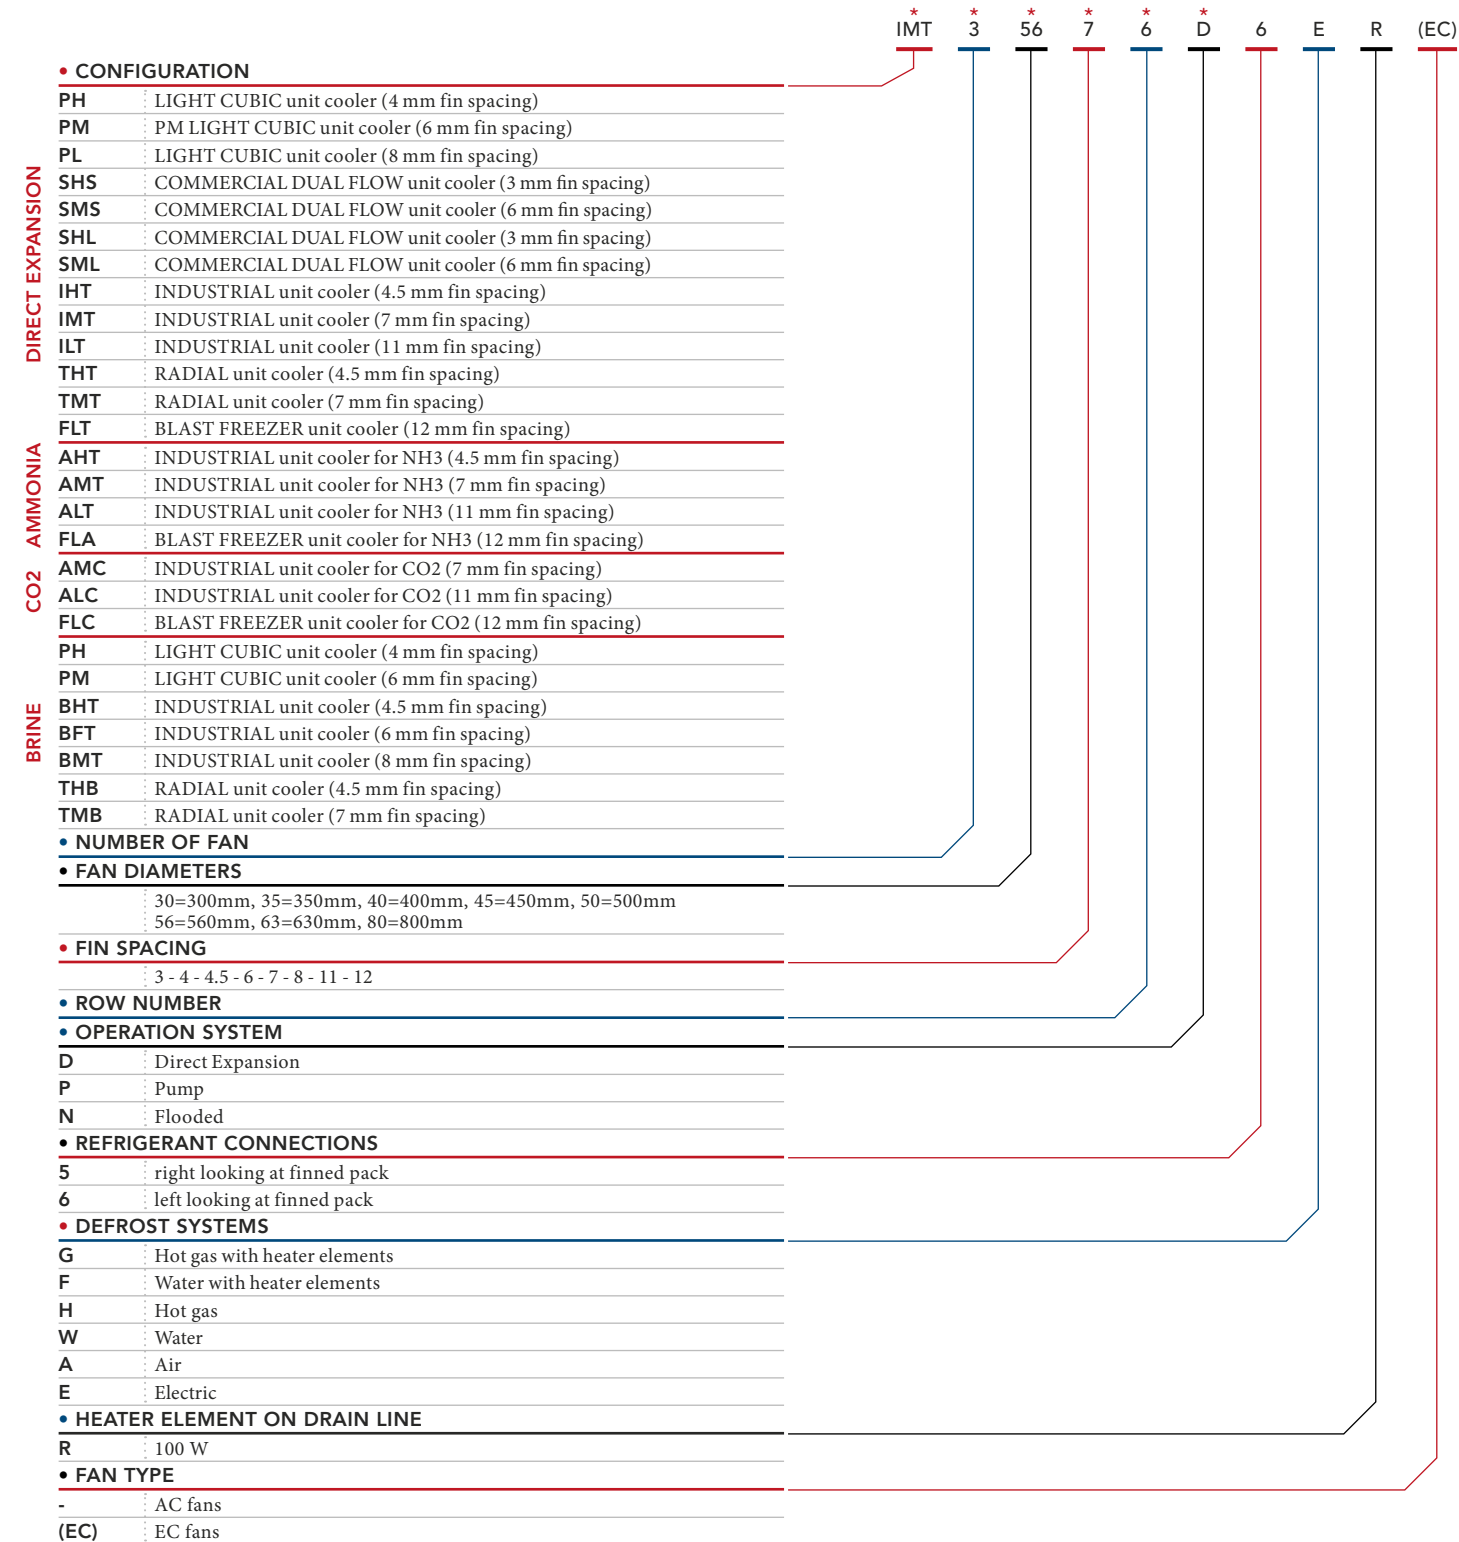 * * * * * *
IMT 3 56 7 6 D 6 E R (EC)
• CONFIGURATION
DIRECT EXPANSION
PH LIGHT CUBIC unit cooler (4 mm fin spacing)
PM PM LIGHT CUBIC unit cooler (6 mm fin spacing)
PL LIGHT CUBIC unit cooler (8 mm fin spacing)
SHS COMMERCIAL DUAL FLOW unit cooler (3 mm fin spacing)
SMS COMMERCIAL DUAL FLOW unit cooler (6 mm fin spacing)
SHL COMMERCIAL DUAL FLOW unit cooler (3 mm fin spacing)
SML COMMERCIAL DUAL FLOW unit cooler (6 mm fin spacing)
IHT INDUSTRIAL unit cooler (4.5 mm fin spacing)
IMT INDUSTRIAL unit cooler (7 mm fin spacing)
ILT INDUSTRIAL unit cooler (11 mm fin spacing)
THT RADIAL unit cooler (4.5 mm fin spacing)
TMT RADIAL unit cooler (7 mm fin spacing)
FLT BLAST FREEZER unit cooler (12 mm fin spacing)
AMMONIA
AHT INDUSTRIAL unit cooler for NH3 (4.5 mm fin spacing)
AMT INDUSTRIAL unit cooler for NH3 (7 mm fin spacing)
ALT INDUSTRIAL unit cooler for NH3 (11 mm fin spacing)
FLA BLAST FREEZER unit cooler for NH3 (12 mm fin spacing)
CO2
AMC INDUSTRIAL unit cooler for CO2 (7 mm fin spacing)
ALC INDUSTRIAL unit cooler for CO2 (11 mm fin spacing)
FLC BLAST FREEZER unit cooler for CO2 (12 mm fin spacing)
BRINE
PH LIGHT CUBIC unit cooler (4 mm fin spacing)
PM LIGHT CUBIC unit cooler (6 mm fin spacing)
BHT INDUSTRIAL unit cooler (4.5 mm fin spacing)
BFT INDUSTRIAL unit cooler (6 mm fin spacing)
BMT INDUSTRIAL unit cooler (8 mm fin spacing)
THB RADIAL unit cooler (4.5 mm fin spacing)
TMB RADIAL unit cooler (7 mm fin spacing)
• NUMBER OF FAN
• FAN DIAMETERS
30=300mm, 35=350mm, 40=400mm, 45=450mm, 50=500mm
56=560mm, 63=630mm, 80=800mm
• FIN SPACING
3 - 4 - 4.5 - 6 - 7 - 8 - 11 - 12
• ROW NUMBER
• OPERATION SYSTEM
D Direct Expansion
P Pump
N Flooded
• REFRIGERANT CONNECTIONS
5 right looking at finned pack
6 left looking at finned pack
• DEFROST SYSTEMS
G Hot gas with heater elements
F Water with heater elements
H Hot gas
W Water
A Air
E Electric
• HEATER ELEMENT ON DRAIN LINE
R 100 W
• FAN TYPE
- AC fans
(EC) EC fans